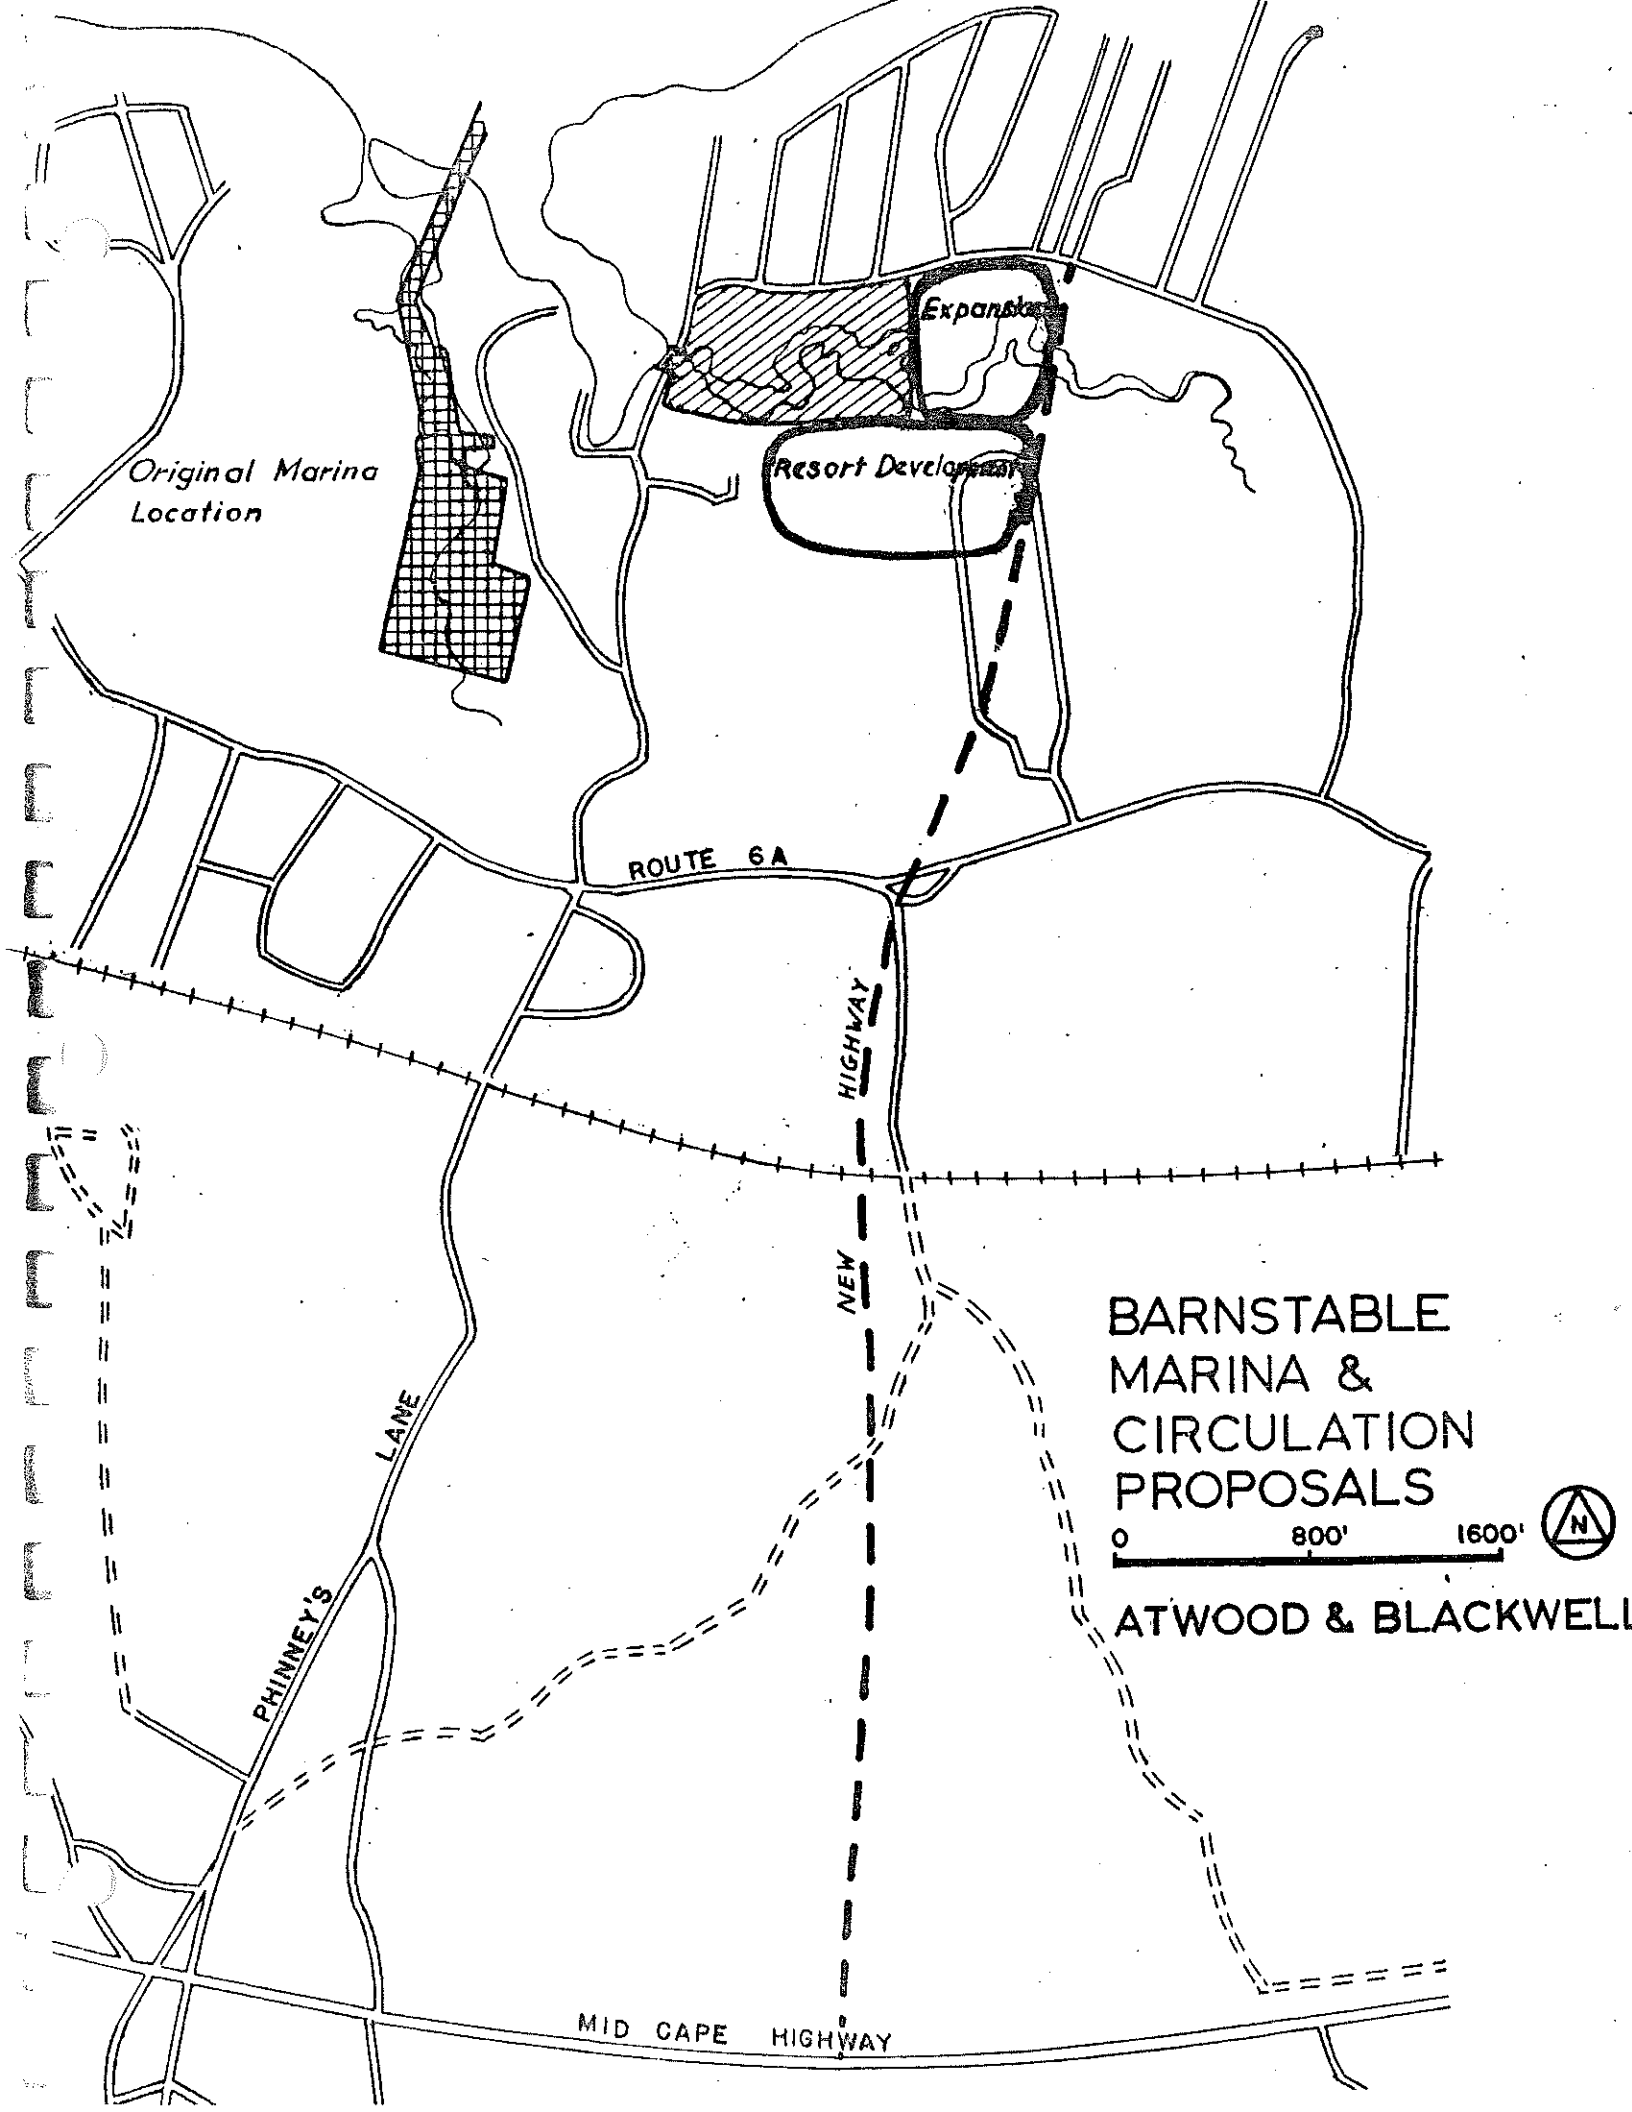 Expansion
Resort Development
Original Marina
Location
ROUTE 6A
NEW HIGHWAY
PHINNEY'S LANE
BARNSTABLE
MARINA &
CIRCULATION
PROPOSALS
0 800' 1600'
N
ATWOOD & BLACKWELL
MID CAPE HIGHWAY